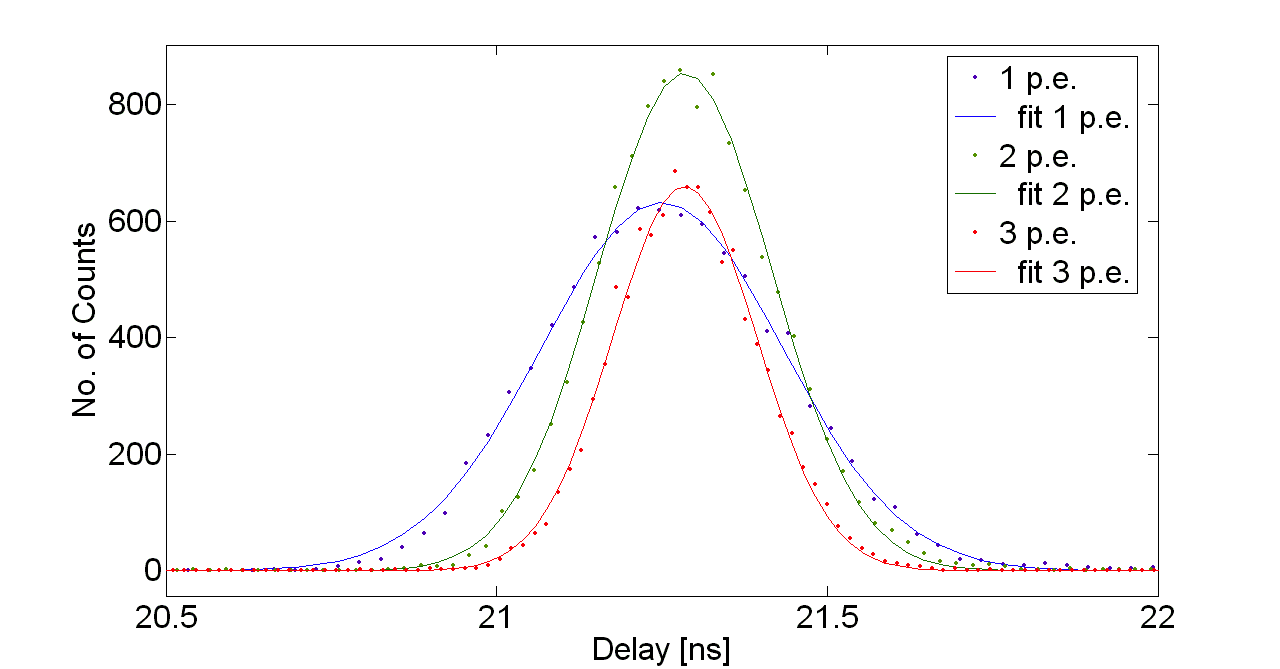 800
600
400
200
0
No. of Counts
20.5
21
21.5
22
Delay [ns]
1 p.e.
fit 1 p.e.
2 p.e.
fit 2 p.e.
3 p.e.
fit 3 p.e.